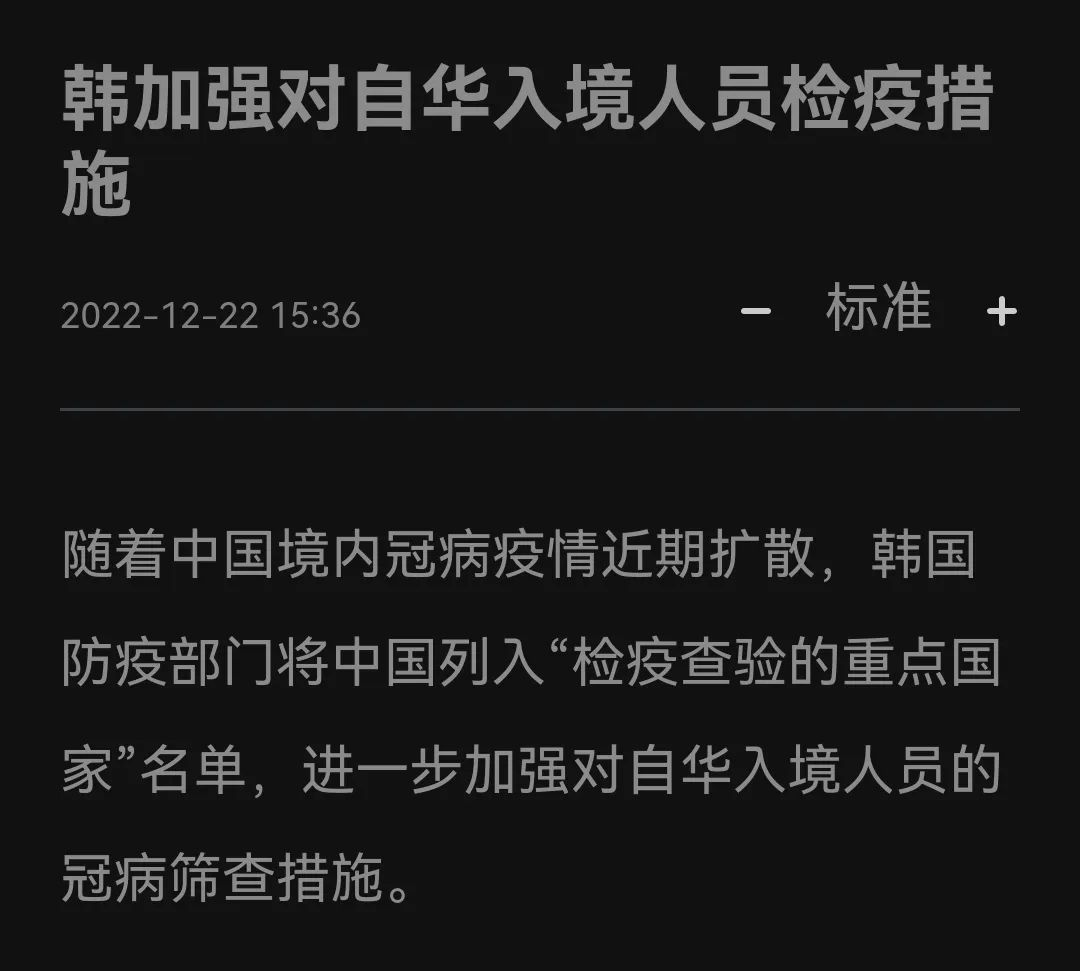 韩加强对自华入境人员检疫措
施
2022-12-22 15:36
− 标准 +
随着中国境内冠病疫情近期扩散，韩国
防疫部门将中国列入“检疫查验的重点国
家”名单，进一步加强对自华入境人员的
冠病筛查措施。